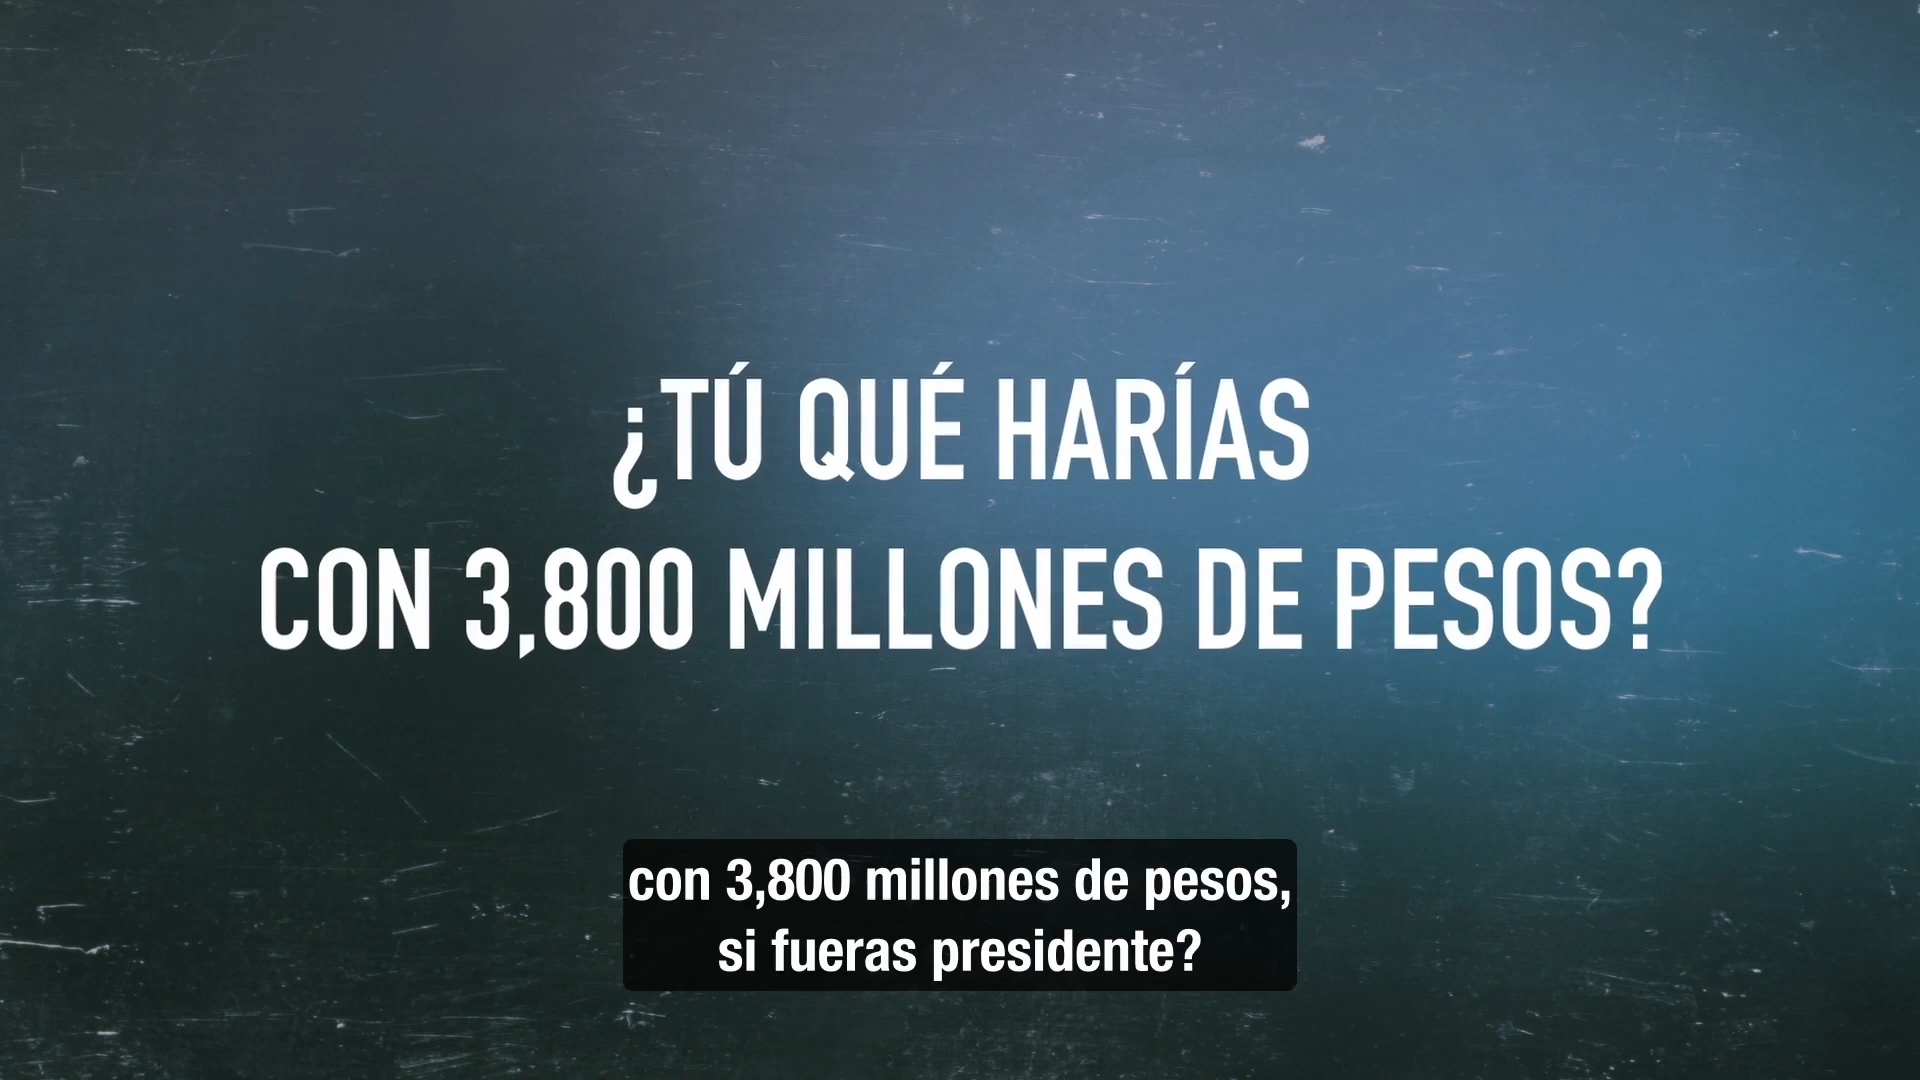 ¿TÚ QUÉ HARÍAS
CON 3,800 MILLONES DE PESOS?
con 3,800 millones de pesos,
si fueras presidente?